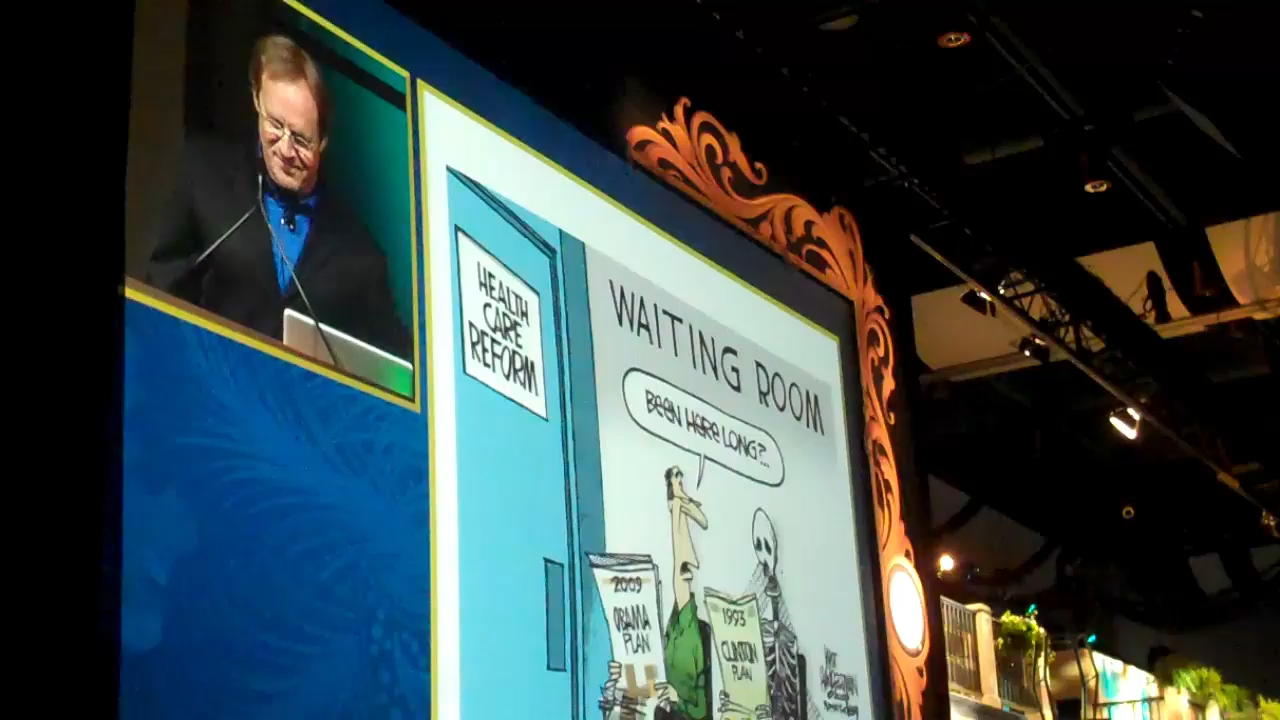 HEALTH
CARE
REFORM
WAITING ROOM
BEEN HERE LONG?...
2009
OBAMA
PLAN
1993
CLINTON
PLAN